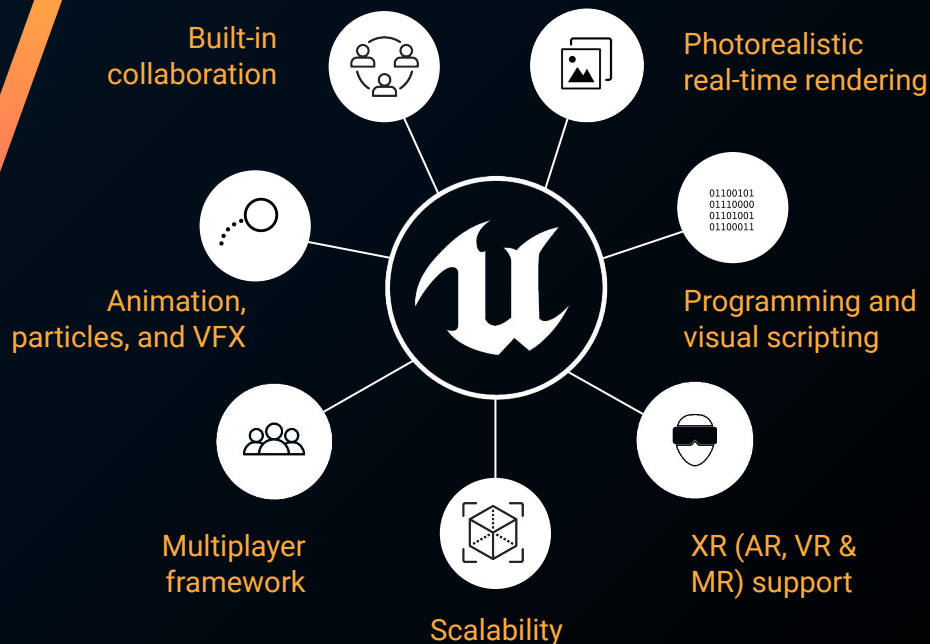 Built-in
collaboration
Photorealistic
real-time rendering
01100101
01110000
01101001
01100011
Animation,
particles, and VFX
Programming and
visual scripting
Multiplayer
framework
XR (AR, VR &
MR) support
Scalability